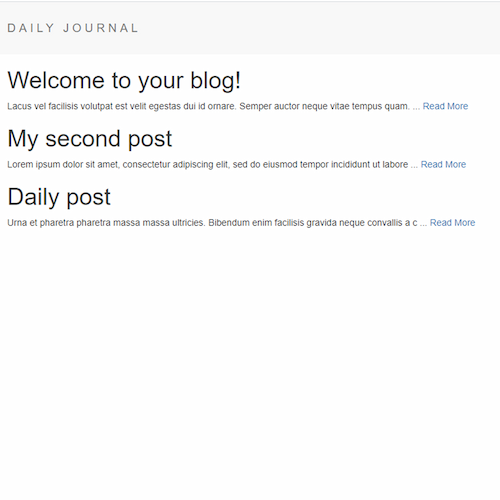 DAILY JOURNAL
Welcome to your blog!
Lacus vel facilisis volutpat est velit egestas dui id ornare. Semper auctor neque vitae tempus quam. ... Read More
My second post
Lorem ipsum dolor sit amet, consectetur adipiscing elit, sed do eiusmod tempor incididunt ut labore ... Read More
Daily post
Urna et pharetra pharetra massa massa ultricies. Bibendum enim facilisis gravida neque convallis a c ... Read More